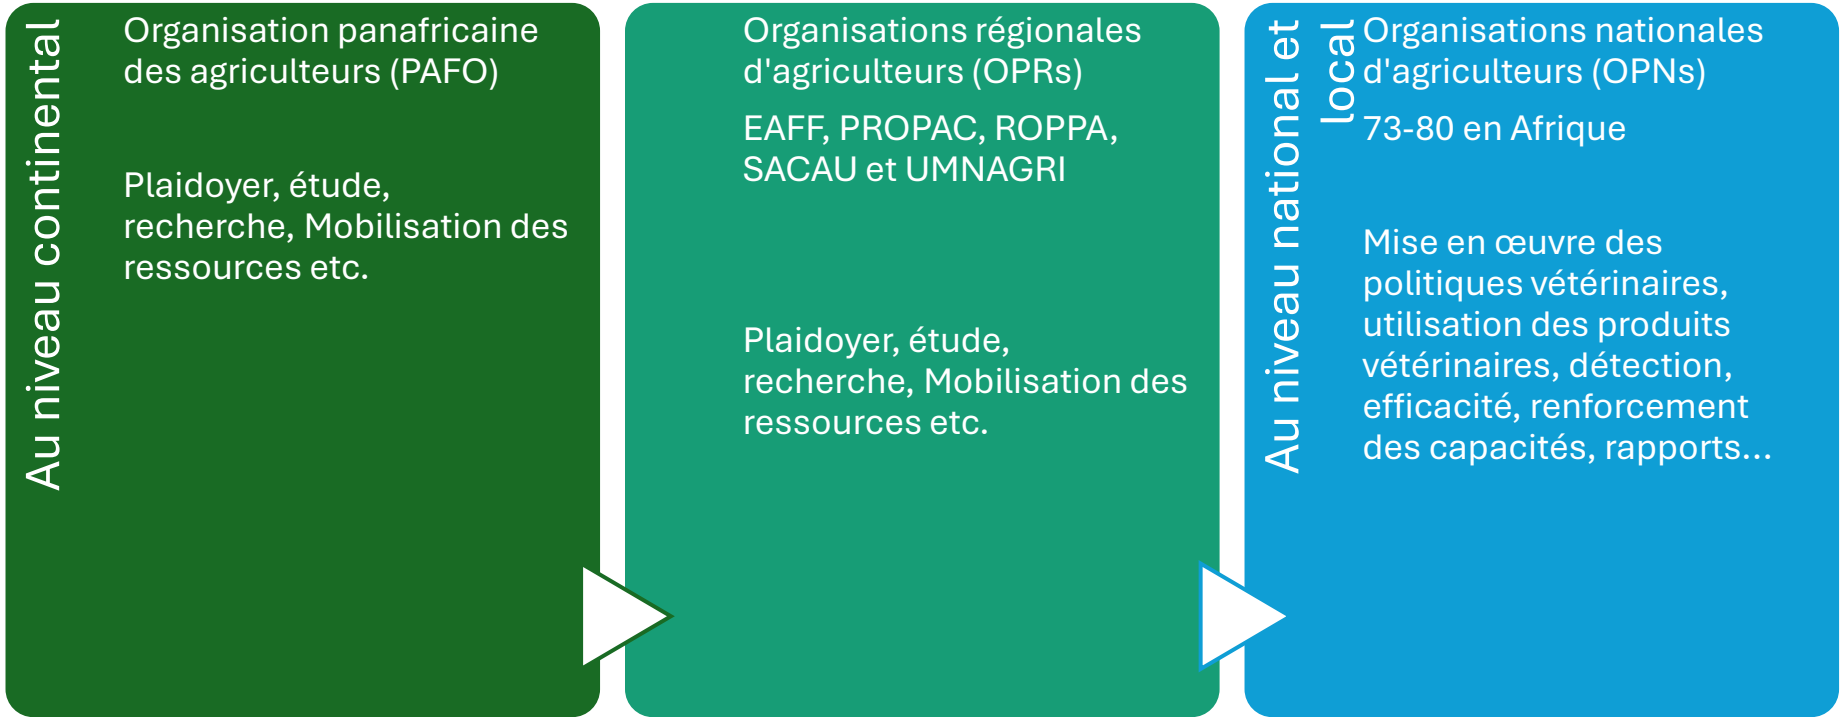 Au niveau continental
Organisation panafricaine
des agriculteurs (PAFO)
Plaidoyer, étude,
recherche, Mobilisation des
ressources etc.
Organisations régionales
d'agriculteurs (OPRs)
EAFF, PROPAC, ROPPA,
SACAU et UMNAGRI
Plaidoyer, étude,
recherche, Mobilisation des
ressources etc.
Au niveau national et
local
Organisations nationales
d'agriculteurs (OPNs)
73-80 en Afrique
Mise en œuvre des
politiques vétérinaires,
utilisation des produits
vétérinaires, détection,
efficacité, renforcement
des capacités, rapports...